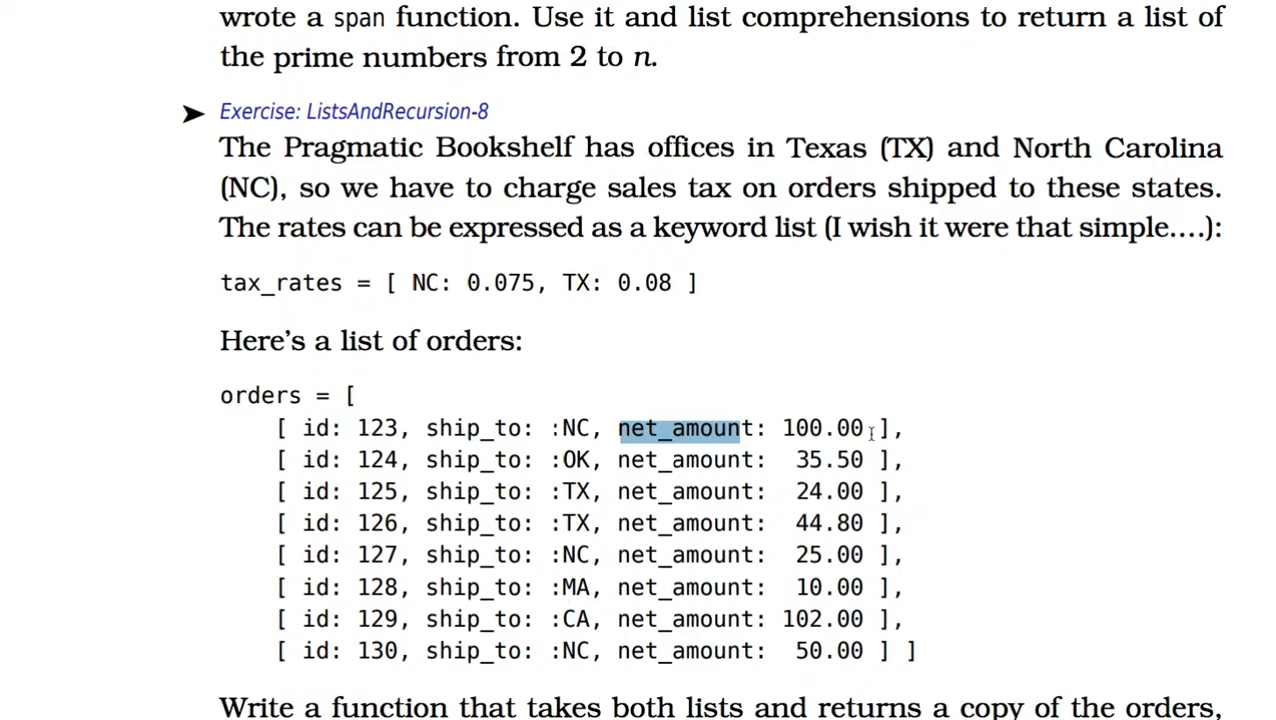 wrote a span function. Use it and list comprehensions to return a list of
the prime numbers from 2 to n.
Exercise: ListsAndRecursion-8
The Pragmatic Bookshelf has offices in Texas (TX) and North Carolina
(NC), so we have to charge sales tax on orders shipped to these states.
The rates can be expressed as a keyword list (I wish it were that simple....):
tax_rates = [ NC: 0.075, TX: 0.08 ]
Here's a list of orders:
orders = [
[ id: 123, ship_to: :NC, net_amount: 100.00 ],
[ id: 124, ship_to: :OK, net_amount: 35.50 ],
[ id: 125, ship_to: :TX, net_amount: 24.00 ],
[ id: 126, ship_to: :TX, net_amount: 44.80 ],
[ id: 127, ship_to: :NC, net_amount: 25.00 ],
[ id: 128, ship_to: :MA, net_amount: 10.00 ],
[ id: 129, ship_to: :CA, net_amount: 102.00 ],
[ id: 130, ship_to: :NC, net_amount: 50.00 ] ]
Write a function that takes both lists and returns a copy of the orders,